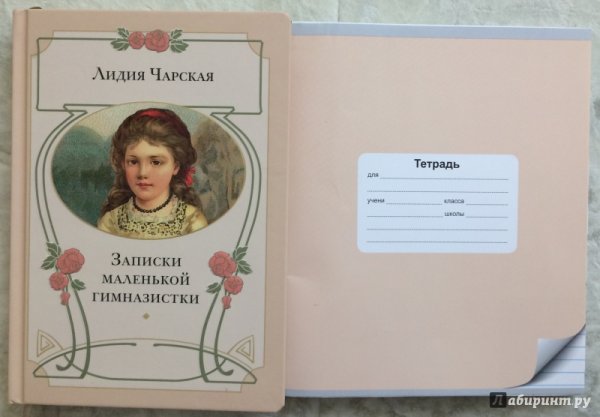 Лидия Чарская
Записки
маленькой
гимназистки
Тетрадь
для
учени класса
школы
Лабиринт.ру